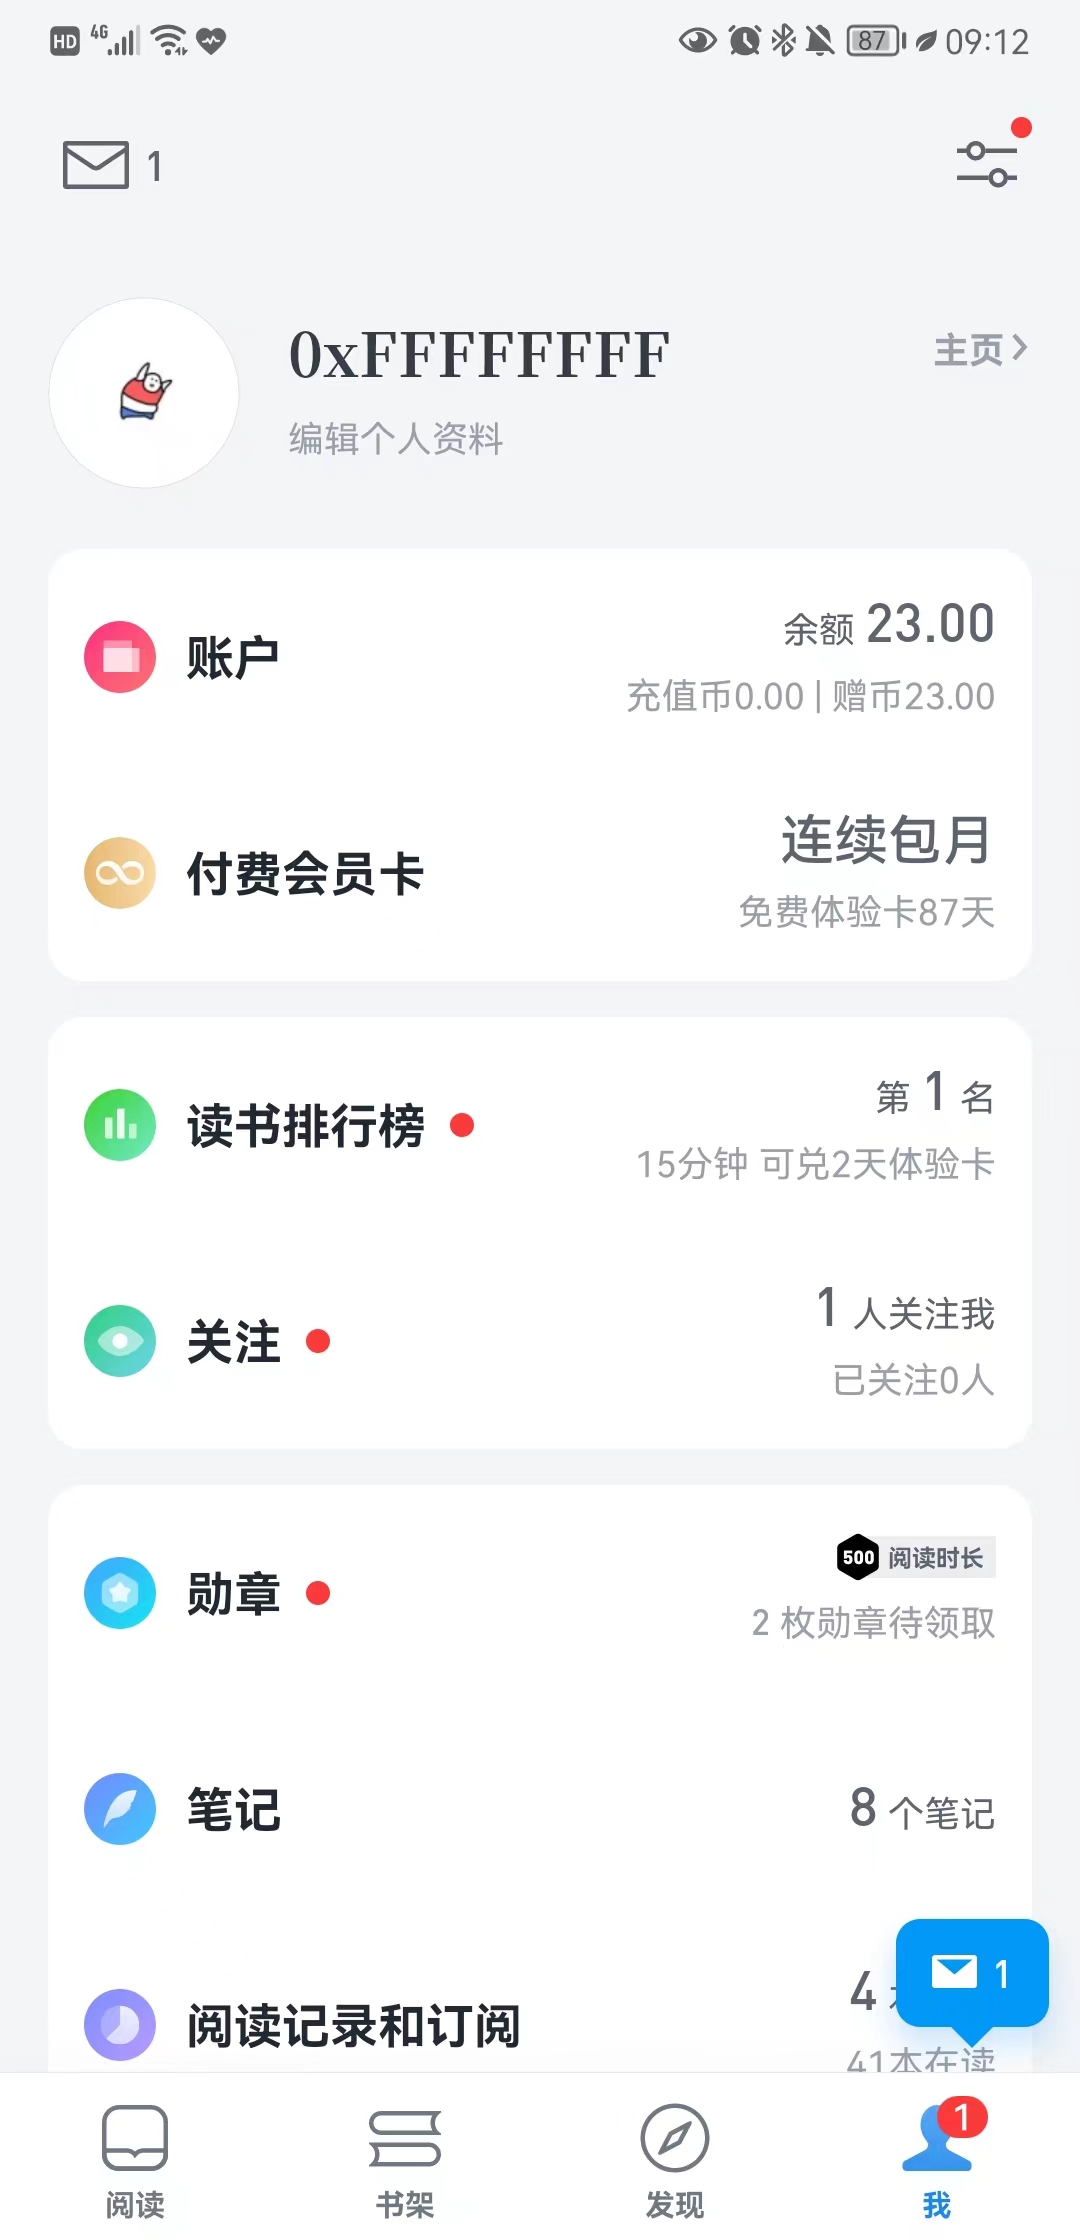 HD 4G 87 09:12
1
0xFFFFFFFF
主页
编辑个人资料
账户
余额 23.00
充值币0.00 | 赠币23.00
付费会员卡
连续包月
免费体验卡87天
读书排行榜
第 1 名
15分钟 可兑2天体验卡
关注
1 人关注我
已关注0人
勋章
500 阅读时长
2 枚勋章待领取
笔记
8 个笔记
阅读记录和订阅
4
1
41本在读
阅读
书架
发现
1
我